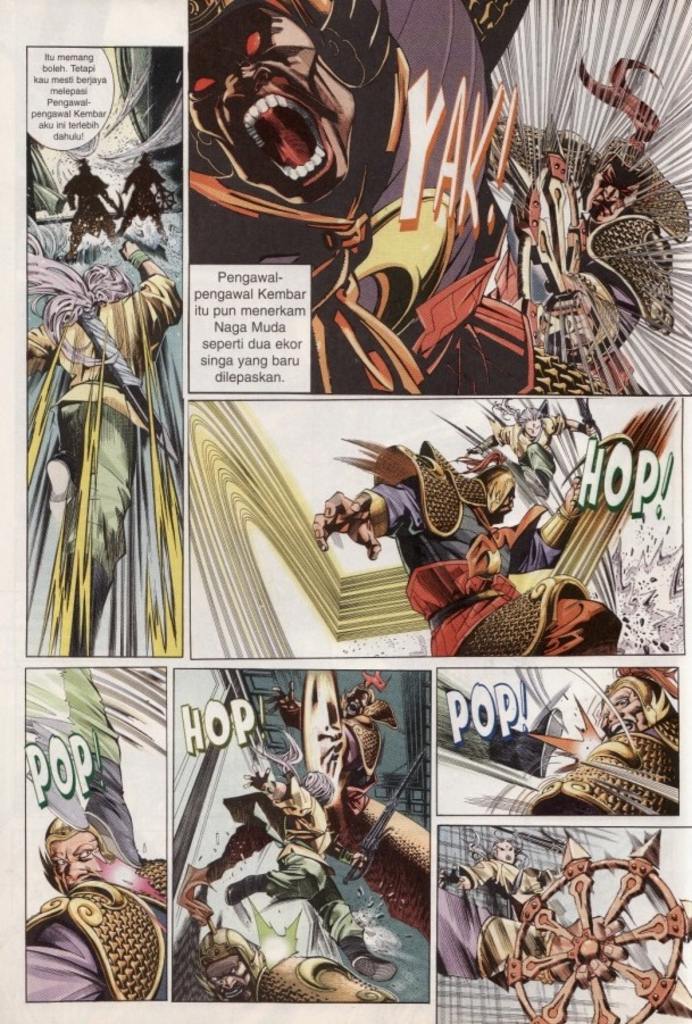 Itu memang
boleh. Tetapi
kau mesti berjaya
melepasi
Pengawal-
pengawal Kembar
aku ini terlebih
dahulu!
YAK!!
Pengawal-
pengawal Kembar
itu pun menerkam
Naga Muda
seperti dua ekor
singa yang baru
dilepaskan.
HOP!
POP!
HOP!
POP!